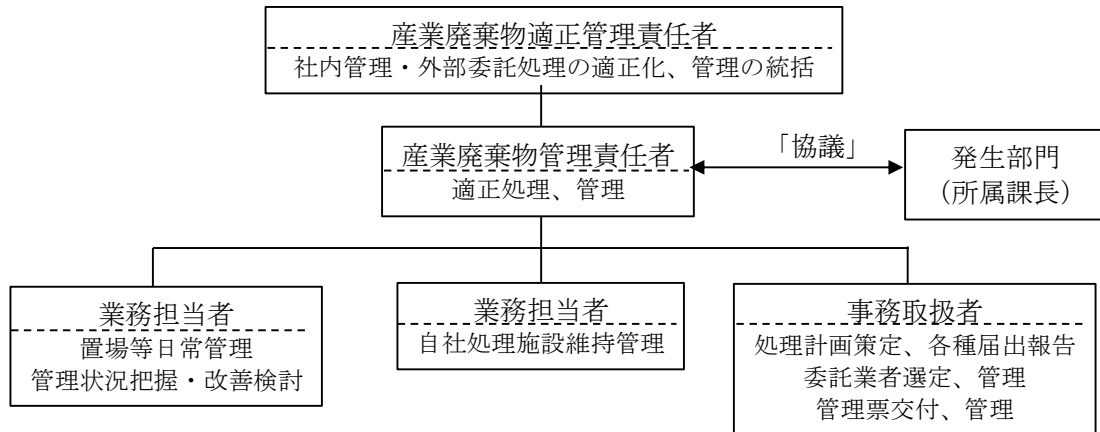 産業廃棄物適正管理責任者
社内管理・外部委託処理の適正化、管理の統括
産業廃棄物管理責任者
適正処理、管理
「協議」
発生部門
（所属課長）
業務担当者
置場等日常管理
管理状況把握・改善検討
業務担当者
自社処理施設維持管理
事務取扱者
処理計画策定、各種届出報告
委託業者選定、管理
管理票交付、管理